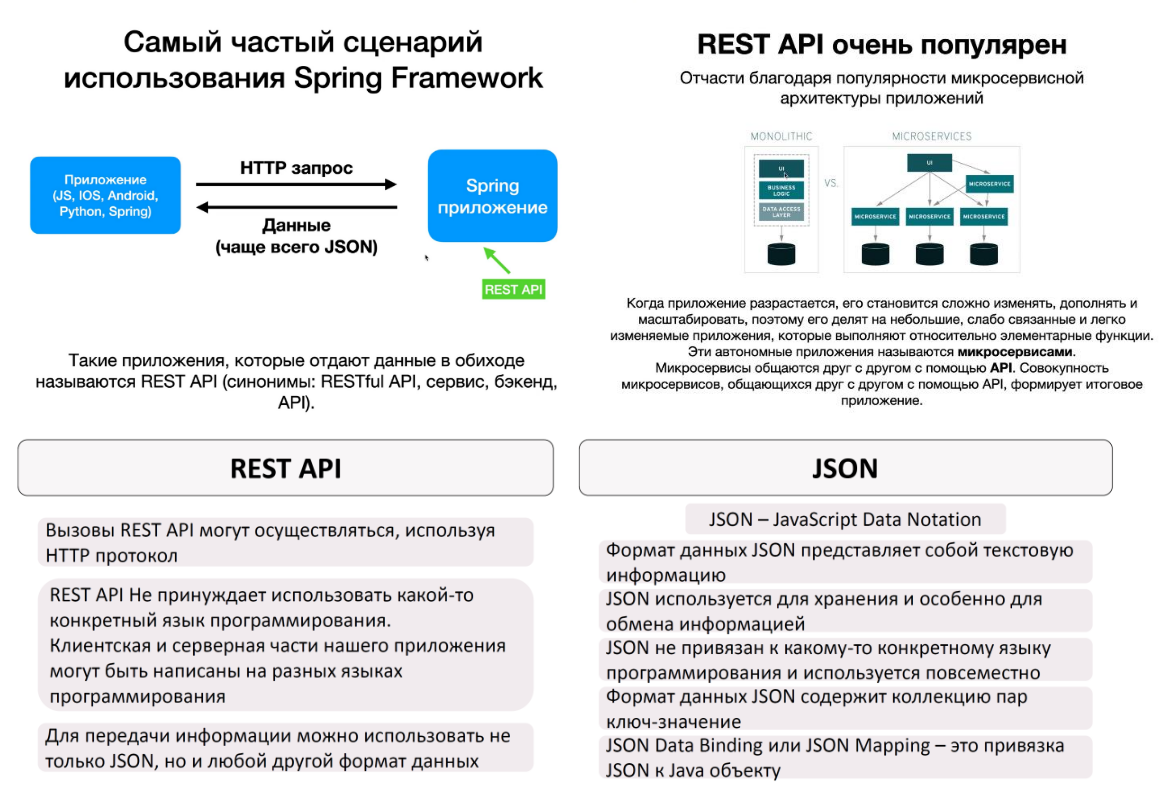 Самый частый сценарий
использования Spring Framework
Приложение
(JS, IOS, Android,
Python, Spring)
HTTP запрос
Данные
(чаще всего JSON)
Spring
приложение
REST API
Такие приложения, которые отдают данные в обиходе
называются REST API (синонимы: RESTful API, сервис, бэкенд,
API).
REST API очень популярен
Отчасти благодаря популярности микросервисной
архитектуры приложений
MONOLITHIC
UI
BUSINESS
LOGIC
DATA ACCESS
LAYER
VS.
MICROSERVICES
UI
MICROSERVICE
MICROSERVICE
MICROSERVICE
MICROSERVICE
Когда приложение разрастается, его становится сложно изменять, дополнять и
масштабировать, поэтому его делят на небольшие, слабо связанные и легко
изменяемые приложения, которые выполняют относительно элементарные функции.
Эти автономные приложения называются микросервисами.
Микросервисы общаются друг с другом с помощью API. Совокупность
микросервисов, общающихся друг с другом с помощью API, формирует итоговое
приложение.
REST API
Вызовы REST API могут осуществляться, используя
HTTP протокол
REST API Не принуждает использовать какой-то
конкретный язык программирования.
Клиентская и серверная части нашего приложения
могут быть написаны на разных языках
программирования
Для передачи информации можно использовать не
только JSON, но и любой другой формат данных
JSON
JSON – JavaScript Data Notation
Формат данных JSON представляет собой текстовую
информацию
JSON используется для хранения и особенно для
обмена информацией
JSON не привязан к какому-то конкретному языку
программирования и используется повсеместно
Формат данных JSON содержит коллекцию пар
ключ-значение
JSON Data Binding или JSON Mapping – это привязка
JSON к Java объекту